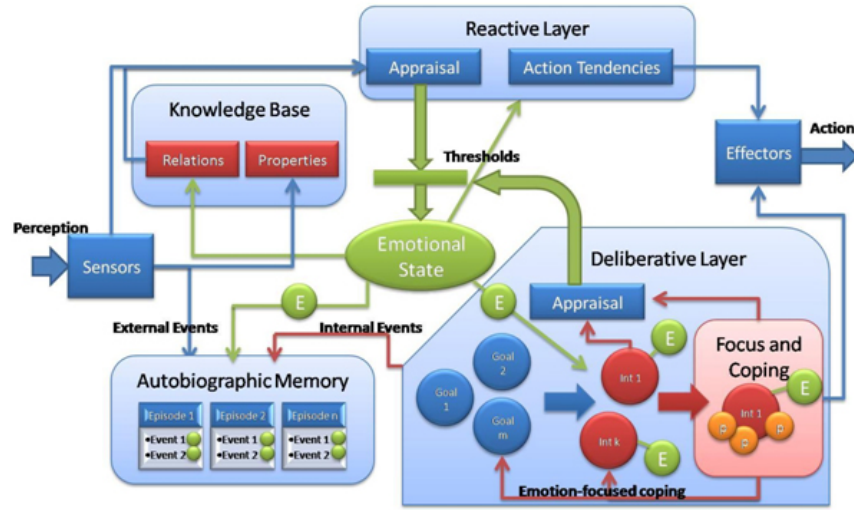 Reactive Layer
Appraisal
Action Tendencies
Knowledge Base
Relations
Properties
Thresholds
Effectors
Action
Perception
Sensors
Emotional
State
Deliberative Layer
Appraisal
E
E
External Events
Internal Events
Autobiographic Memory
Episode 1
Episode 2
Episode n
•Event 1
•Event 2
•Event 1
•Event 2
•Event 1
•Event 2
Goal
1
Goal
2
Goal
m
Int 1
E
Int k
E
Focus and
Coping
Int 1
E
Emotion-focused coping